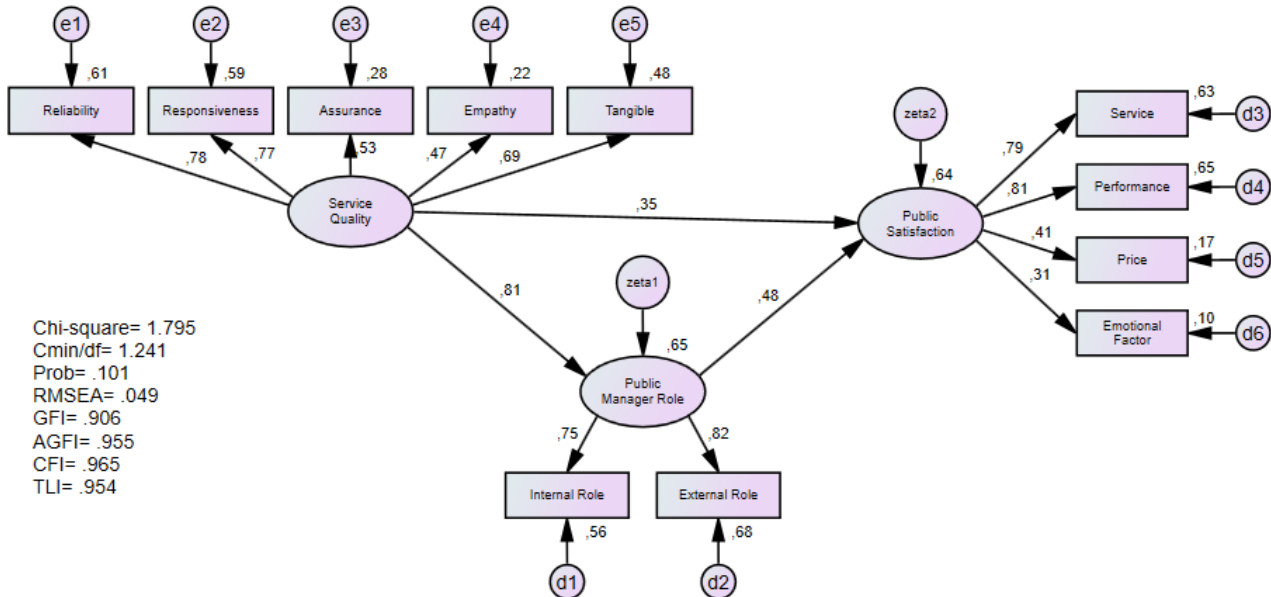 e1
e2
e3
e4
e5
,61
,59
,28
,22
,48
Reliability
Responsiveness
Assurance
Empathy
Tangible
,78
,77
,53
,47
,69
Service
Quality
zeta2
,64
Public
Satisfaction
,35
,79
,81
,41
,31
Service
,63
d3
Performance
,65
d4
Price
,17
d5
Emotional
Factor
,10
d6
,81
,48
zeta1
,65
Public
Manager Role
,75
,82
Internal Role
External Role
,56
,68
d1
d2
Chi-square= 1.795
Cmin/df= 1.241
Prob= .101
RMSEA= .049
GFI= .906
AGFI= .955
CFI= .965
TLI= .954